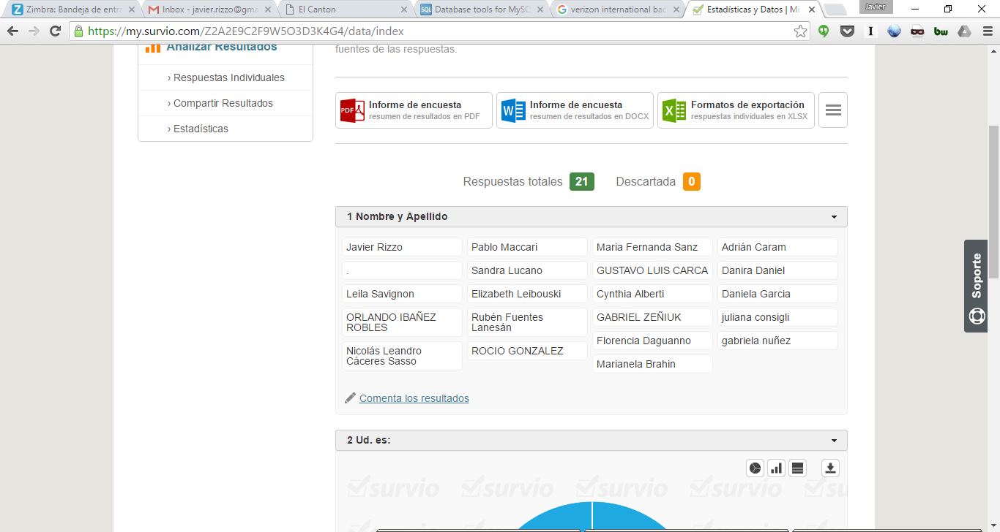 Zimbra: Bandeja de entra
Inbox - javier.rizzo@gma
El Canton
Database tools for MySQ
verizon international bac
Estadísticas y Datos | Mi
Javier
https://my.survio.com/Z2A2E9C2F9W5O3D3K4G4/data/index
Analizar Resultados
› Respuestas Individuales
› Compartir Resultados
› Estadísticas
fuentes de las respuestas.
PDF
Informe de encuesta
resumen de resultados en PDF
W
Informe de encuesta
resumen de resultados en DOCX
X
Formatos de exportación
respuestas individuales en XLSX
Respuestas totales 21 Descartada 0
1 Nombre y Apellido
Javier Rizzo Pablo Maccari Maria Fernanda Sanz Adrián Caram
. Sandra Lucano GUSTAVO LUIS CARCA Danira Daniel
Leila Savignon Elizabeth Leibouski Cynthia Alberti Daniela Garcia
ORLANDO IBAÑEZ
ROBLES
Rubén Fuentes
Lanesán
GABRIEL ZEÑIUK juliana consigli
Florencia Daguanno gabriela nuñez
Nicolás Leandro
Cáceres Sasso
ROCIO GONZALEZ
Marianela Brahin
Comenta los resultados
2 Ud. es:
survio survio survio survio
Soporte